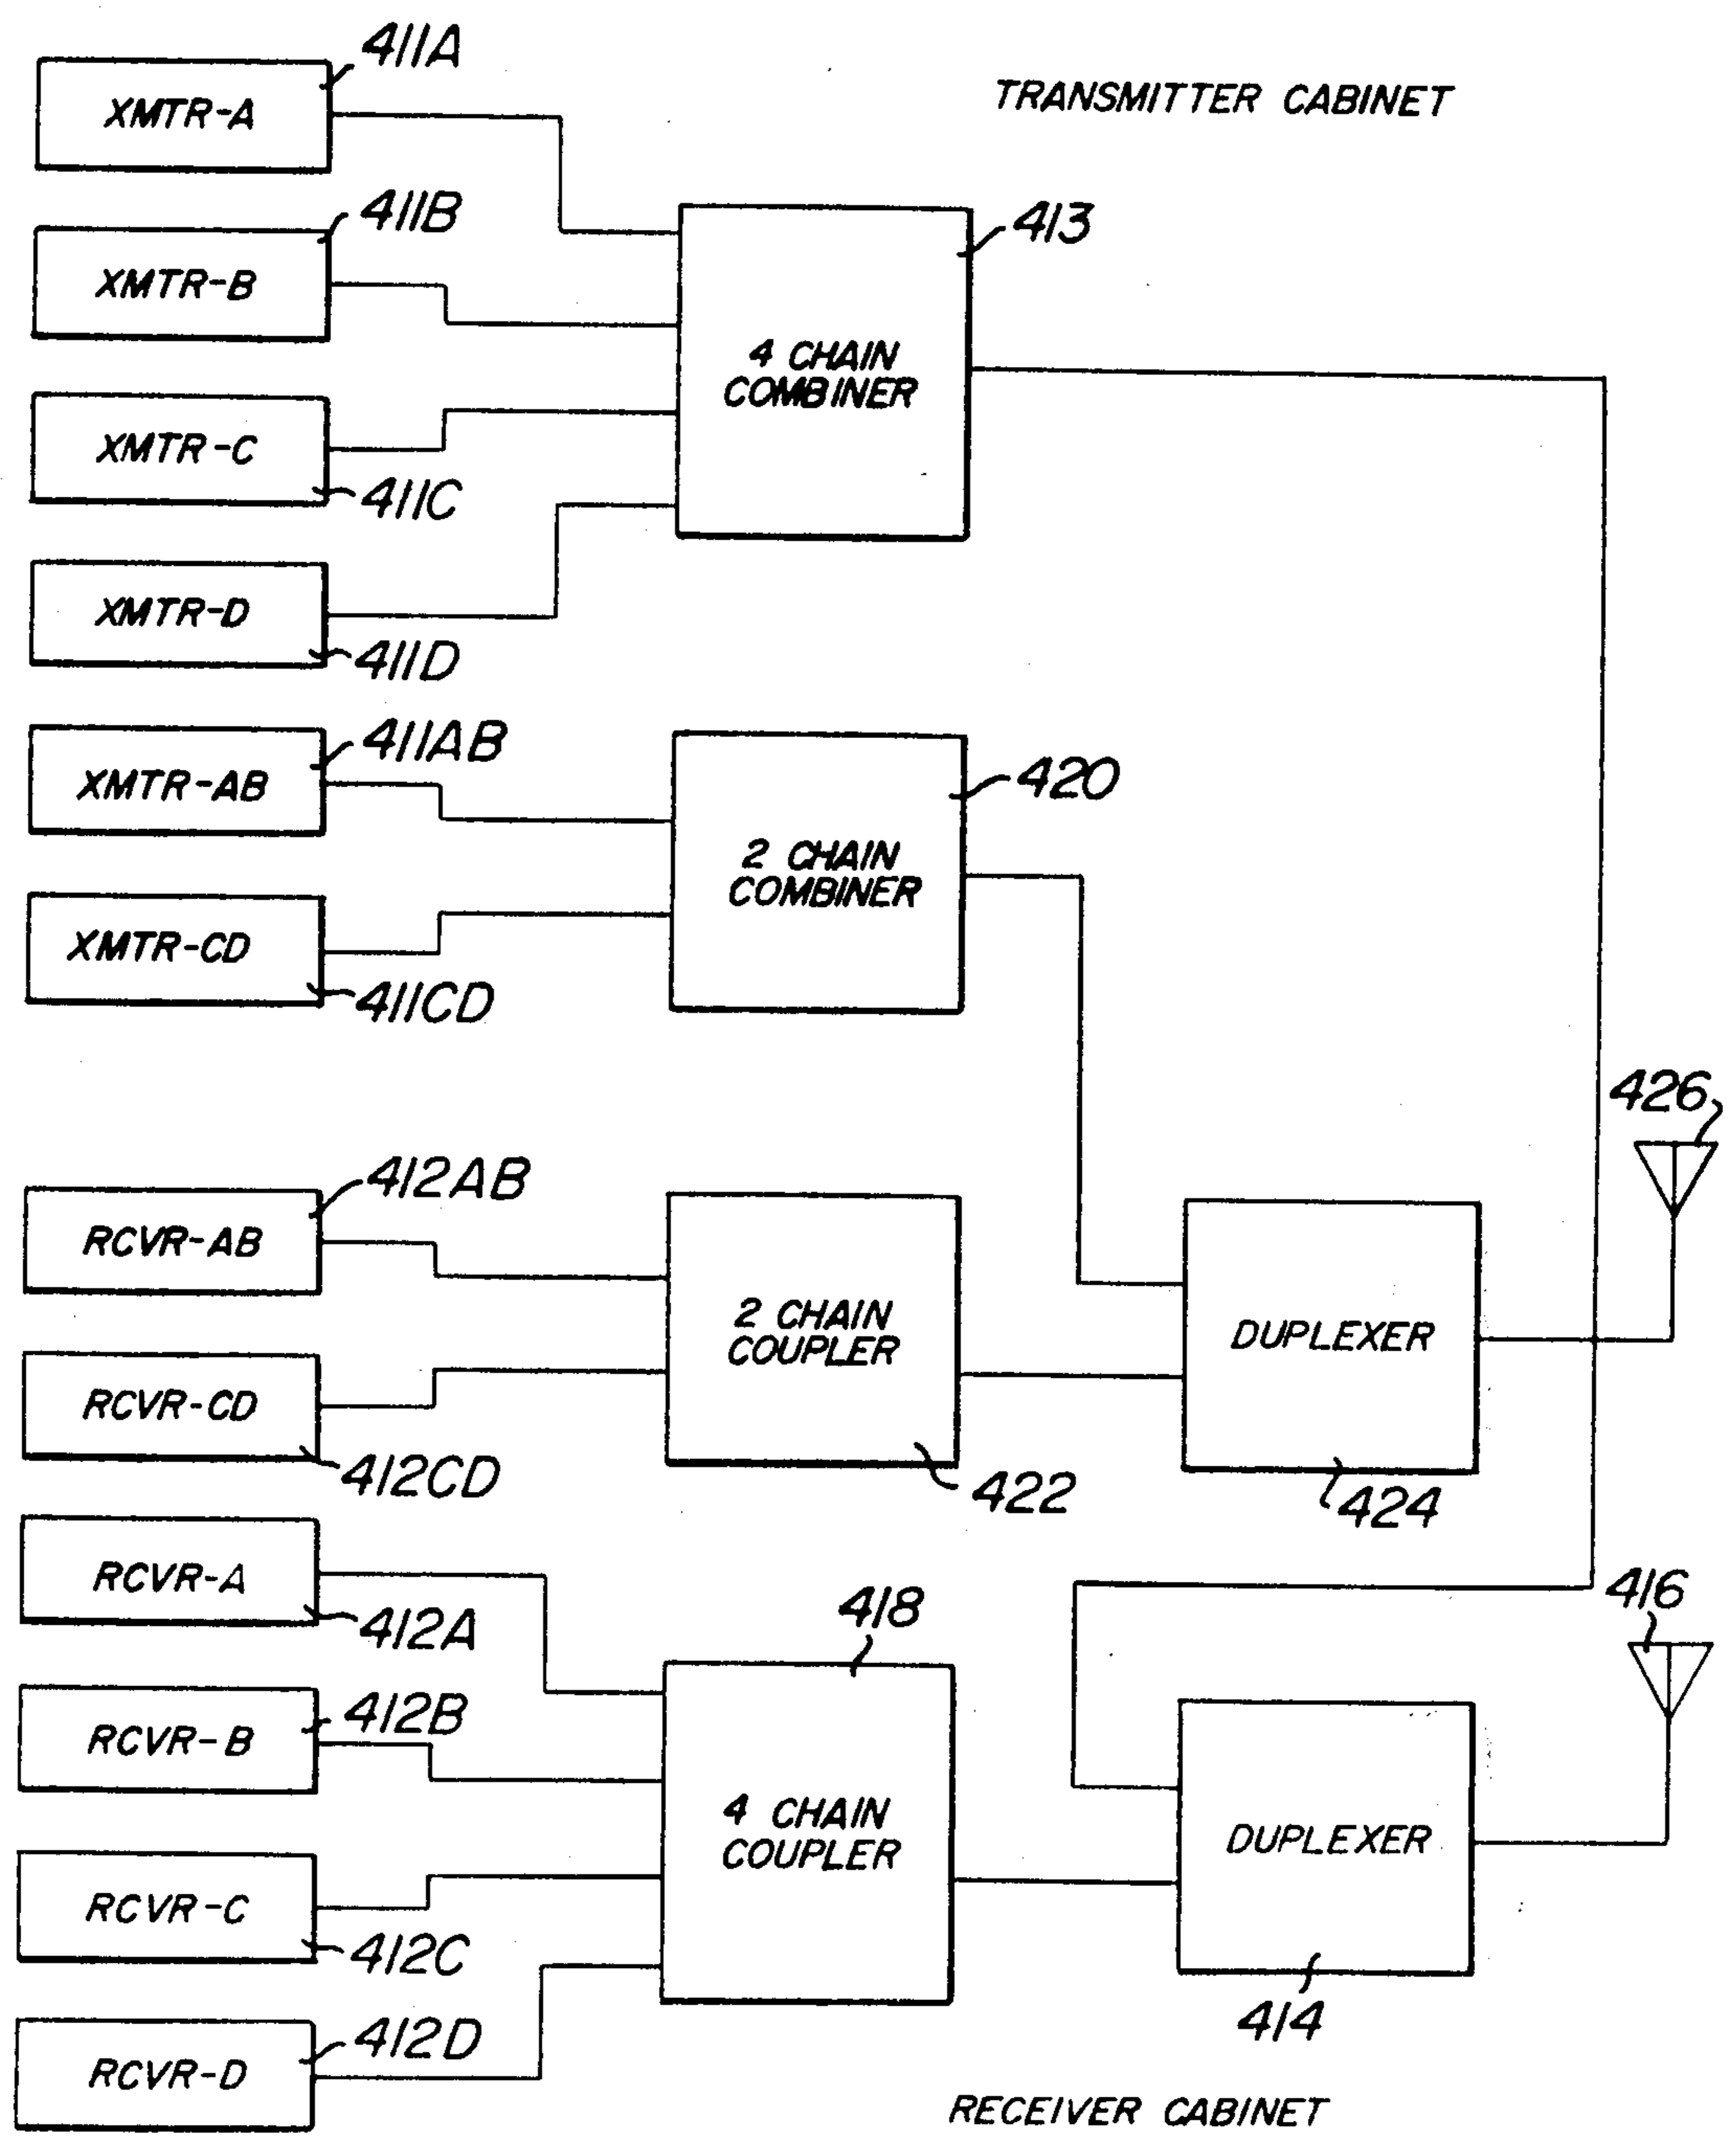 411A
XMTR-A
TRANSMITTER CABINET
411B
XMTR-B
413
4 CHAIN
COMBINER
XMTR-C
411C
XMTR-D
411D
411AB
XMTR-AB
420
2 CHAIN
COMBINER
XMTR-CD
411CD
426
412AB
RCVR-AB
2 CHAIN
COUPLER
DUPLEXER
RCVR-CD
412CD
422
424
RCVR-A
412A
418
416
412B
RCVR-B
4 CHAIN
COUPLER
DUPLEXER
RCVR-C
412C
414
412D
RCVR-D
RECEIVER CABINET